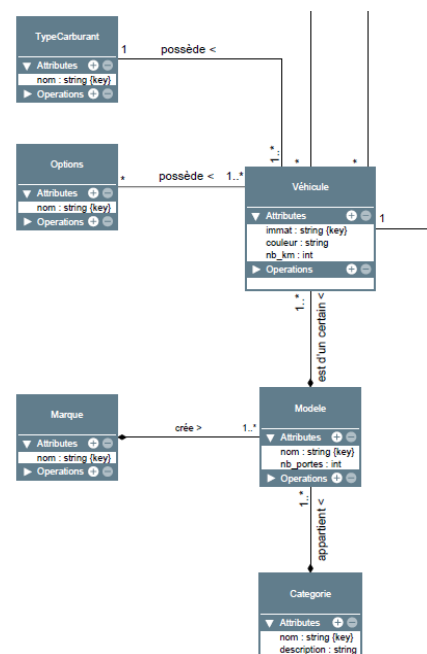 TypeCarburant
Attributes
nom : string {key}
Operations
1
possède <
1..*
*
*
Options
Attributes
nom : string {key}
Operations
*
possède <
1..*
Véhicule
Attributes
immat : string {key}
couleur : string
nb_km : int
Operations
1
1..*
est d'un certain <
Marque
Attributes
nom : string {key}
Operations
crée >
1..*
Modele
Attributes
nom : string {key}
nb_portes : int
Operations
1..*
appartient <
Categorie
Attributes
nom : string {key}
description : string